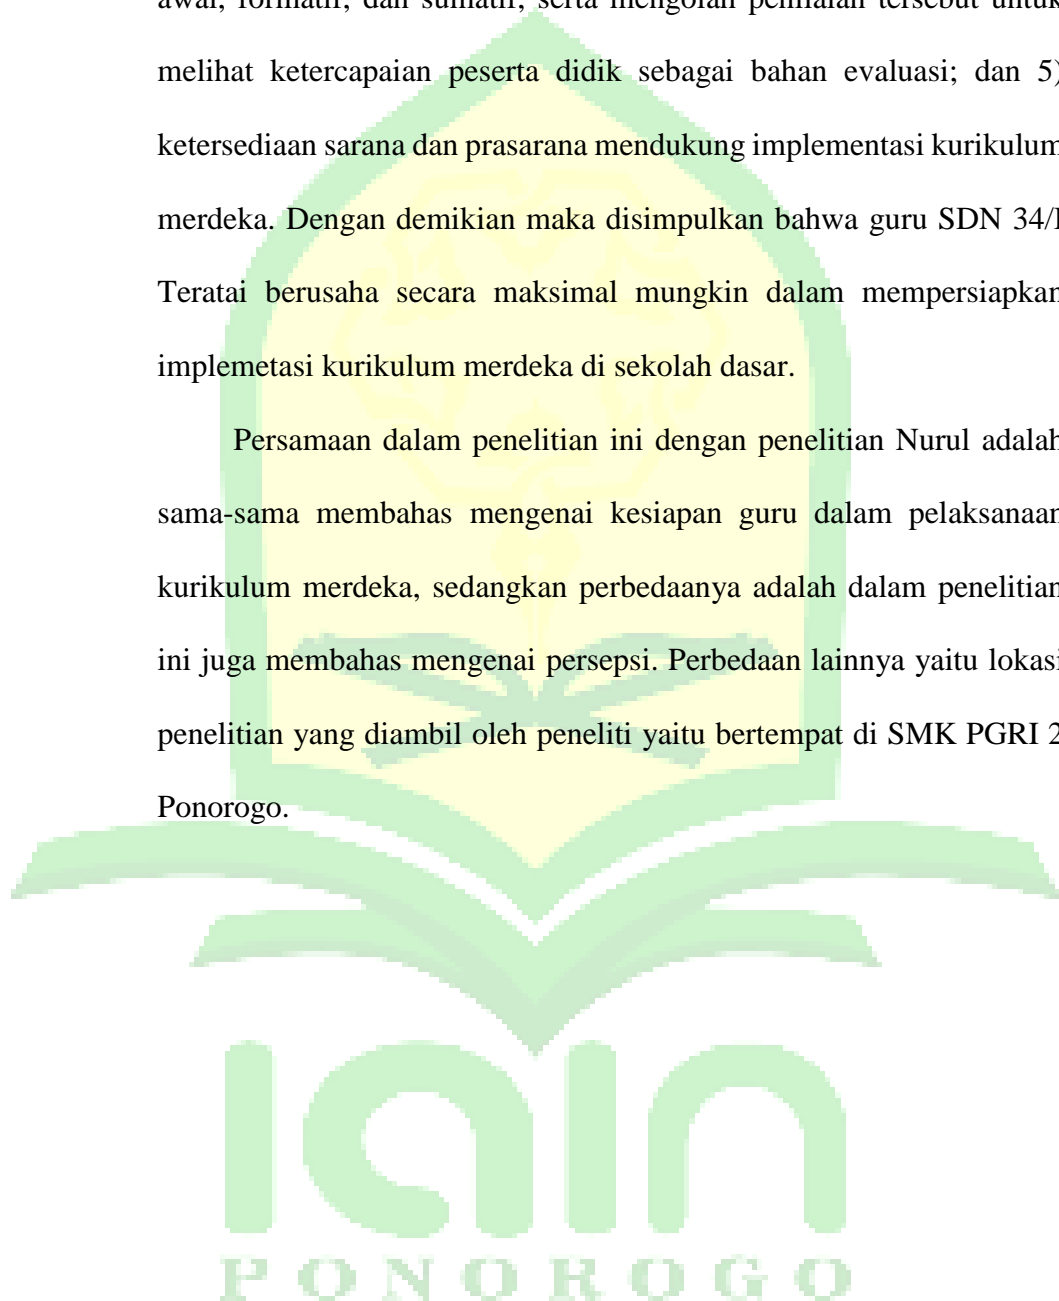 awal, formatif, dan sumatif, serta mengolah penilaian tersebut untuk
melihat ketercapaian peserta didik sebagai bahan evaluasi; dan 5)
ketersediaan sarana dan prasarana mendukung implementasi kurikulum
merdeka. Dengan demikian maka disimpulkan bahwa guru SDN 34/I
Teratai berusaha secara maksimal mungkin dalam mempersiapkan
implemetasi kurikulum merdeka di sekolah dasar.
Persamaan dalam penelitian ini dengan penelitian Nurul adalah
sama-sama membahas mengenai kesiapan guru dalam pelaksanaan
kurikulum merdeka, sedangkan perbedaanya adalah dalam penelitian
ini juga membahas mengenai persepsi. Perbedaan lainnya yaitu lokasi
penelitian yang diambil oleh peneliti yaitu bertempat di SMK PGRI 2
Ponorogo.
iain
PONOROGO